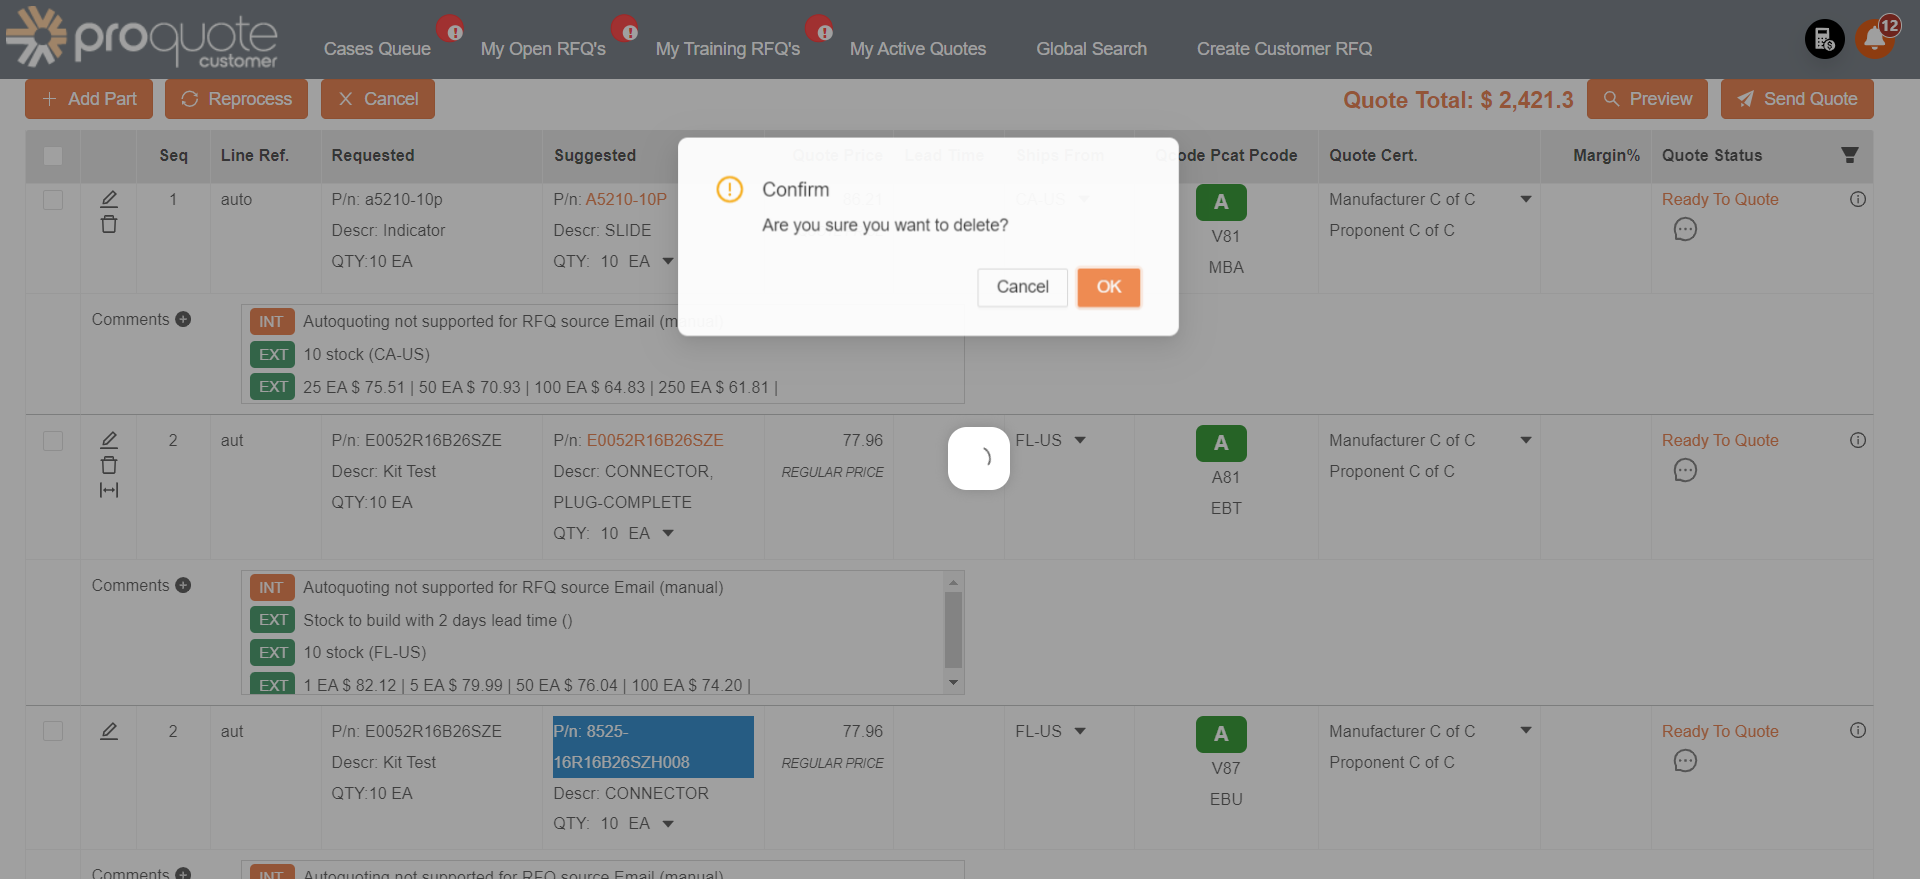 proquote
customer
Cases Queue
My Open RFQ's
My Training RFQ's
My Active Quotes
Global Search
Create Customer RFQ
12
Add Part
Reprocess
Cancel
Quote Total: $ 2,421.3
Preview
Send Quote
Seq
Line Ref.
Requested
Suggested
Quote Price
Lead Time
Ships From
Qcode Pcat Pcode
Quote Cert.
Margin%
Quote Status
Confirm
Are you sure you want to delete?
Cancel
OK
1
auto
P/n: a5210-10p
Descr: Indicator
QTY:10 EA
P/n: A5210-10P
Descr: SLIDE
QTY: 10 EA
CA-US
A
V81
MBA
Manufacturer C of C
Proponent C of C
Ready To Quote
Comments
INT Autoquoting not supported for RFQ source Email (manual)
EXT 10 stock (CA-US)
EXT 25 EA $ 75.51 | 50 EA $ 70.93 | 100 EA $ 64.83 | 250 EA $ 61.81 |
2
aut
P/n: E0052R16B26SZE
Descr: Kit Test
QTY:10 EA
P/n: E0052R16B26SZE
Descr: CONNECTOR,
PLUG-COMPLETE
QTY: 10 EA
77.96
REGULAR PRICE
FL-US
A
A81
EBT
Manufacturer C of C
Proponent C of C
Ready To Quote
Comments
INT Autoquoting not supported for RFQ source Email (manual)
EXT Stock to build with 2 days lead time ()
EXT 10 stock (FL-US)
EXT 1 EA $ 82.12 | 5 EA $ 79.99 | 50 EA $ 76.04 | 100 EA $ 74.20 |
2
aut
P/n: E0052R16B26SZE
Descr: Kit Test
QTY:10 EA
P/n: 8525-
16R16B26SZH008
Descr: CONNECTOR
QTY: 10 EA
77.96
REGULAR PRICE
FL-US
A
V87
EBU
Manufacturer C of C
Proponent C of C
Ready To Quote
Comments
INT Autoquoting not supported for RFQ source Email (manual)